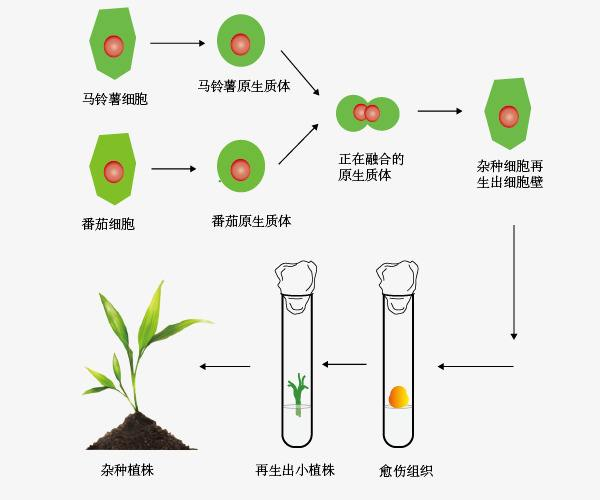 马铃薯细胞
马铃薯原生质体
正在融合的
原生质体
杂种细胞再
生出细胞壁
番茄细胞
番茄原生质体
杂种植株
再生出小植株
愈伤组织